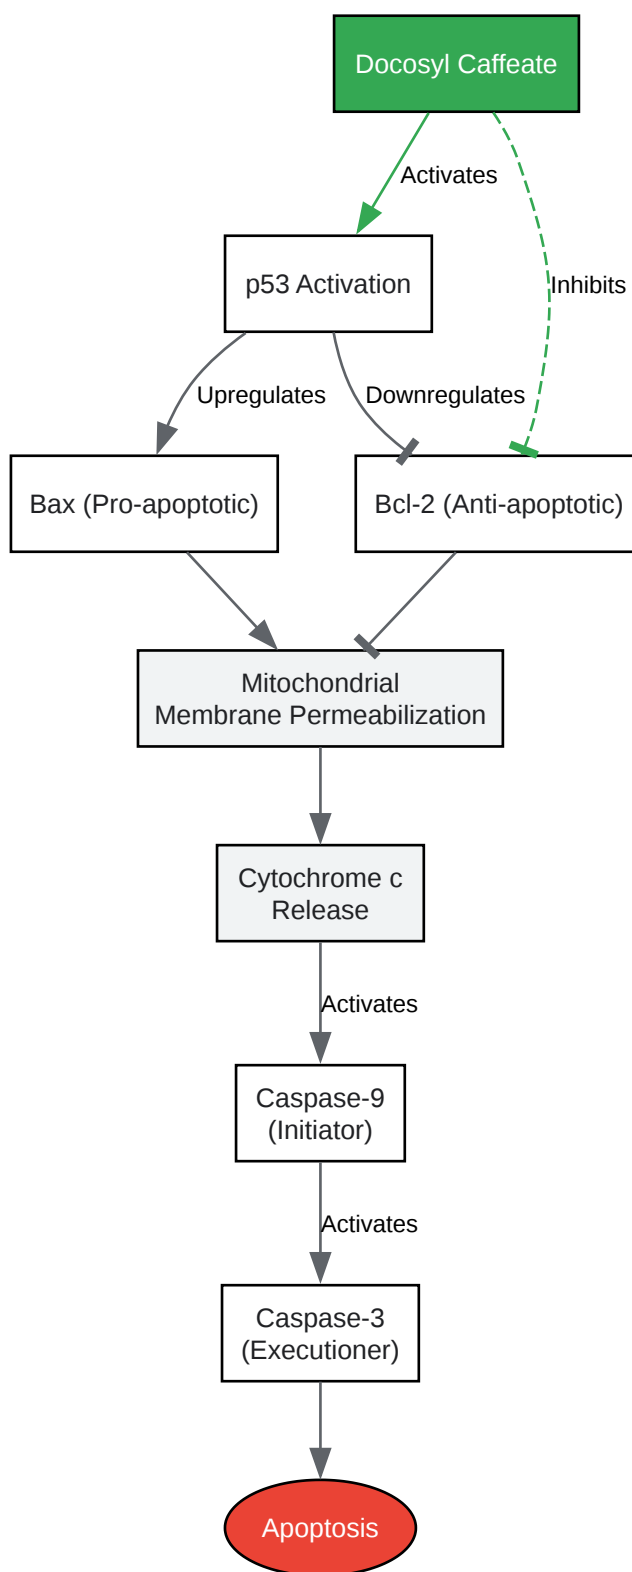 Docosyl Caffeate
Activates
p53 Activation
Inhibits
Upregulates
Downregulates
Bax (Pro-apoptotic)
Bcl-2 (Anti-apoptotic)
Mitochondrial
Membrane Permeabilization
Cytochrome c
Release
Activates
Caspase-9
(Initiator)
Activates
Caspase-3
(Executioner)
Apoptosis